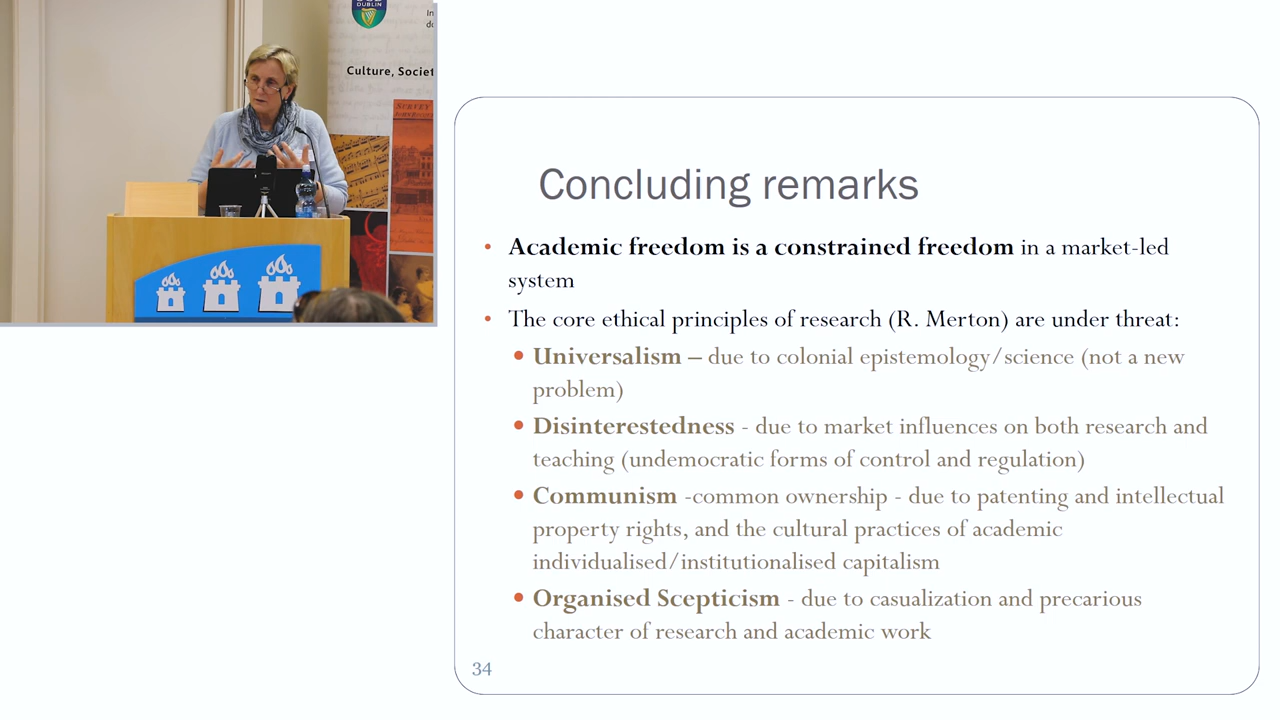 DUBLIN
In
do
Culture, Societ
SURVEY
Concluding remarks
• Academic freedom is a constrained freedom in a market-led
system
• The core ethical principles of research (R. Merton) are under threat:
• Universalism – due to colonial epistemology/science (not a new
problem)
• Disinterestedness - due to market influences on both research and
teaching (undemocratic forms of control and regulation)
• Communism -common ownership - due to patenting and intellectual
property rights, and the cultural practices of academic
individualised/institutionalised capitalism
• Organised Scepticism - due to casualization and precarious
character of research and academic work
34